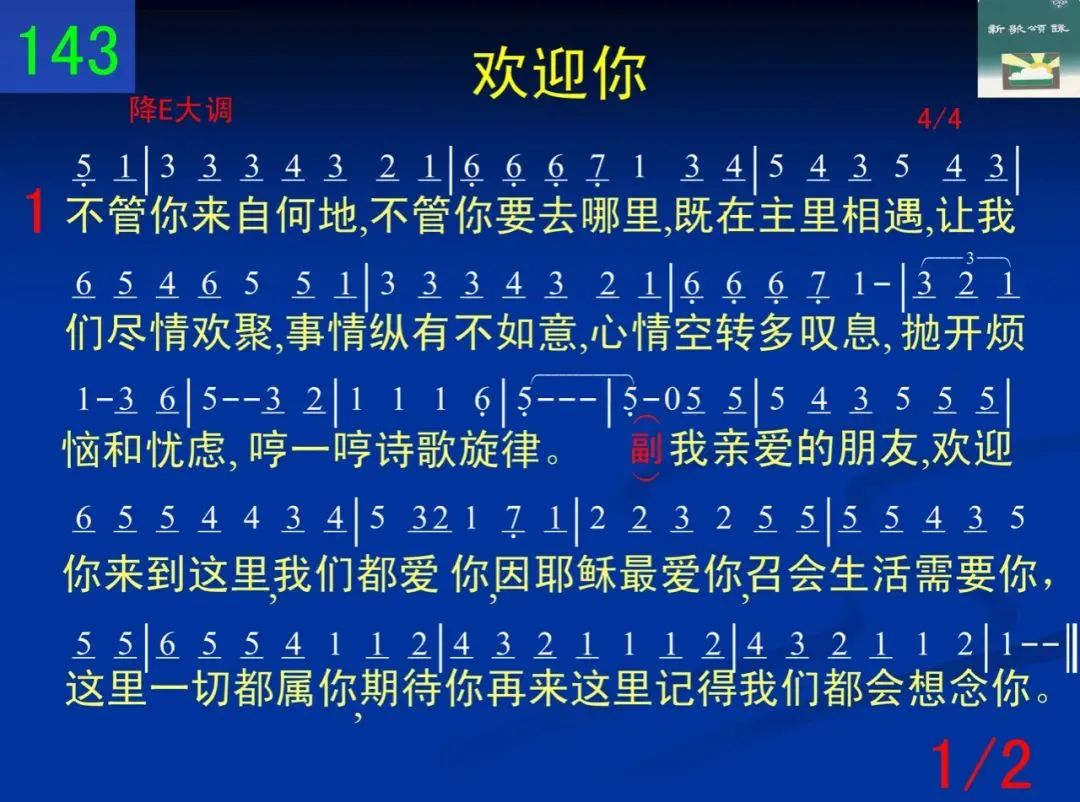 143
欢迎你
新歌頌詠
降E大调
4/4
5 1|3 3 3 4 3 2 1|6 6 6 7 1 3 4|5 4 3 5 4 3|
1 不管你来自何地,不管你要去哪里,既在主里相遇,让我
3
6 5 4 6 5 5 1|3 3 3 4 3 2 1|6 6 6 7 1-|3 2 1
们尽情欢聚,事情纵有不如意,心情空转多叹息, 抛开烦
1-3 6|5--3 2|1 1 1 6|5---|5-0 5 5|5 4 3 5 5 5|
恼和忧虑, 哼一哼诗歌旋律。 (副) 我亲爱的朋友,欢迎
6 5 5 4 4 3 4|5 32 1 7 1|2 2 3 2 5 5|5 5 4 3 5
你来到这里,我们都爱 你,因耶稣最爱你,召会生活需要你,
5 5|6 5 5 4 1 1 2|4 3 2 1 1 1 2|4 3 2 1 1 2|1--‖
这里一切都属你,期待你再来这里记得我们都会想念你。
1/2